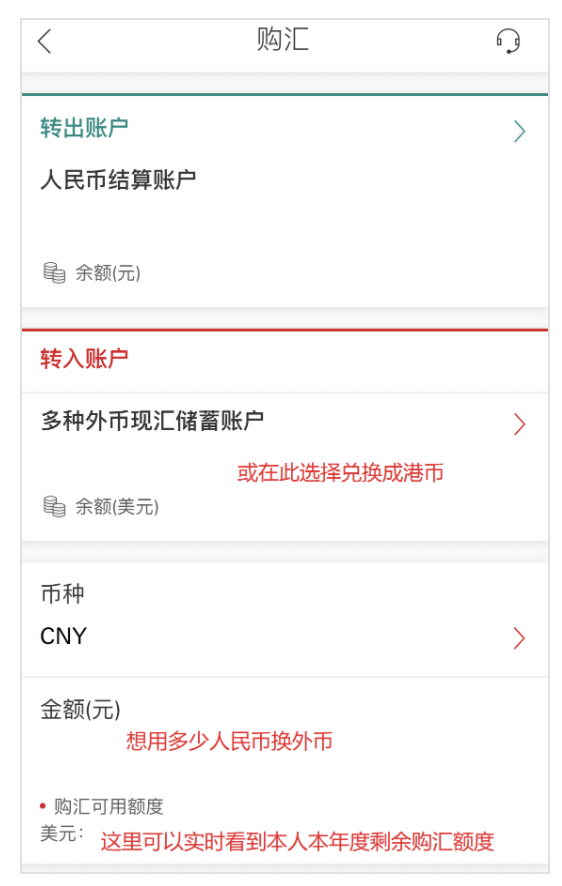 购汇
转出账户
人民币结算账户
余额(元)
转入账户
多种外币现汇储蓄账户
或在此选择兑换成港币
余额(美元)
币种
CNY
金额(元)
想用多少人民币换外币
• 购汇可用额度
美元: 这里可以实时看到本人本年度剩余购汇额度